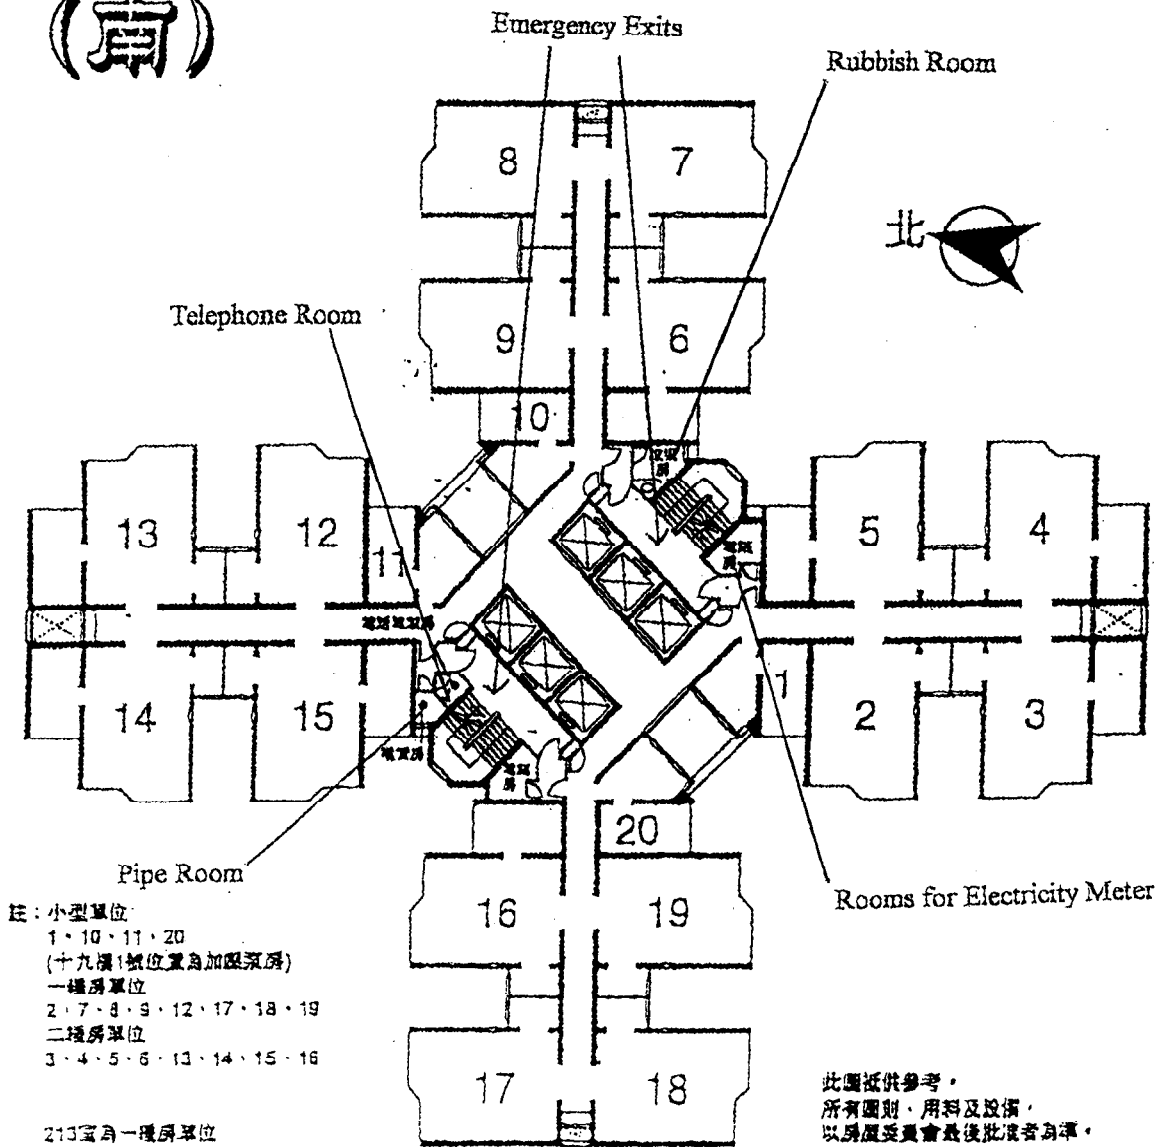 Emergency Exits
Rubbish Room
8
7
北
Telephone Room
9
6
10
13
12
11
5
4
14
15
1
2
3
20
Pipe Room
16
19
Rooms for Electricity Meter
註：小型單位
1、10、11、20
(十九樓1號位置為加壓泵房)
一睡房單位
2、7、8、9、12、17、18、19
二睡房單位
3、4、5、6、13、14、15、16
17
18
213室為一睡房單位
此圖祇供參考，
所有圖則、用料及設備，
以房屋委員會最後批准者為準。